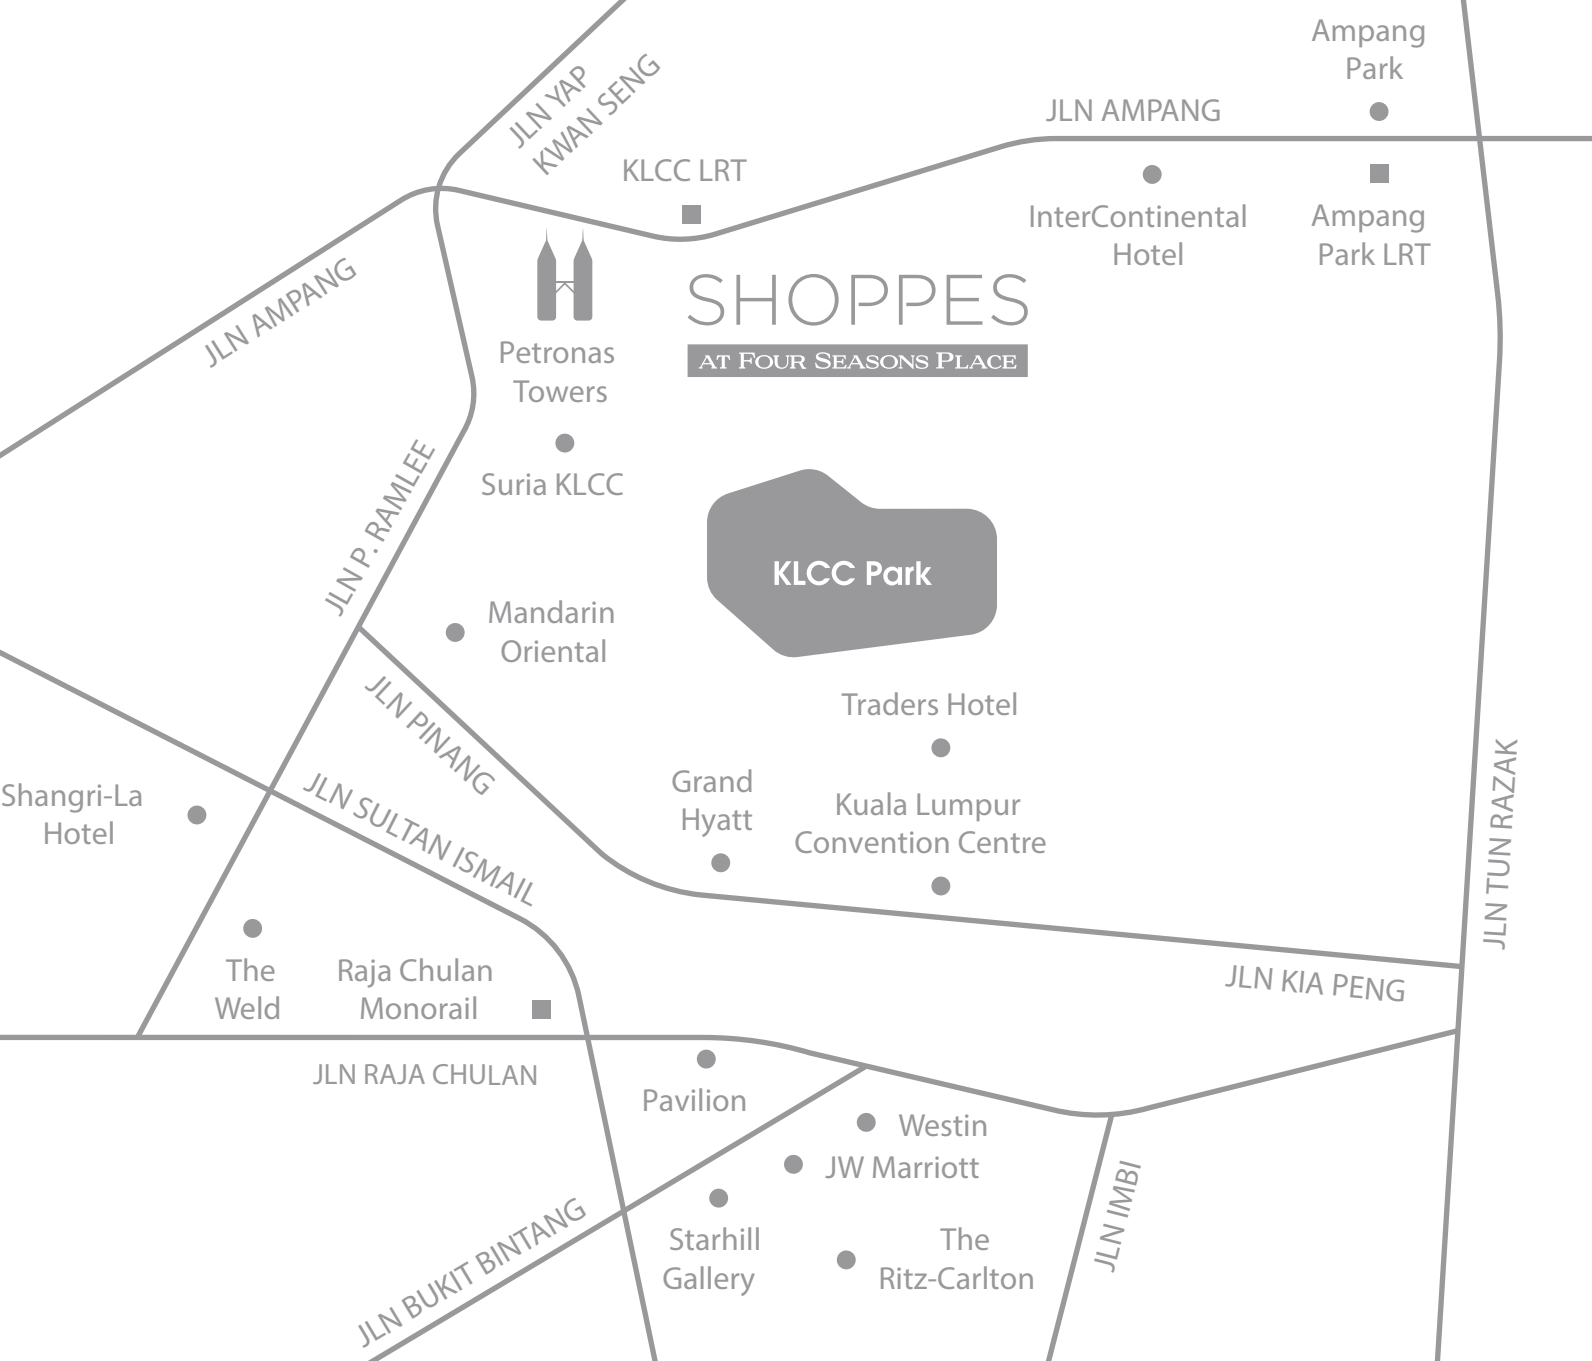 Ampang
Park
JLN YAP
KWAN SENG
JLN AMPANG
KLCC LRT
InterContinental
Hotel
Ampang
Park LRT
JLN AMPANG
SHOPPES
AT FOUR SEASONS PLACE
Petronas
Towers
Suria KLCC
JLN P. RAMLEE
KLCC Park
Mandarin
Oriental
JLN PINANG
Traders Hotel
Grand
Hyatt
Kuala Lumpur
Convention Centre
JLN TUN RAZAK
Shangri-La
Hotel
JLN SULTAN ISMAIL
The
Weld
Raja Chulan
Monorail
JLN KIA PENG
JLN RAJA CHULAN
Pavilion
Westin
JW Marriott
JLN IMBI
JLN BUKIT BINTANG
Starhill
Gallery
The
Ritz-Carlton